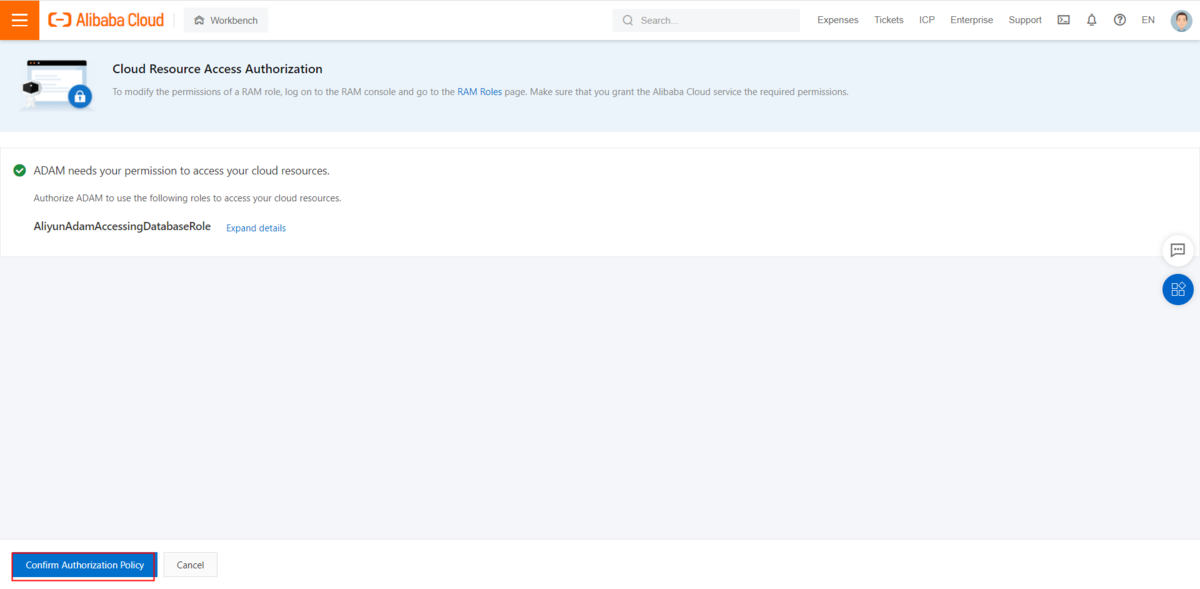 Alibaba Cloud
Workbench
Search...
Expenses
Tickets
ICP
Enterprise
Support
EN
Cloud Resource Access Authorization
To modify the permissions of a RAM role, log on to the RAM console and go to the RAM Roles page. Make sure that you grant the Alibaba Cloud service the required permissions.
ADAM needs your permission to access your cloud resources.
Authorize ADAM to use the following roles to access your cloud resources.
AliyunAdamAccessingDatabaseRole Expand details
Confirm Authorization Policy
Cancel